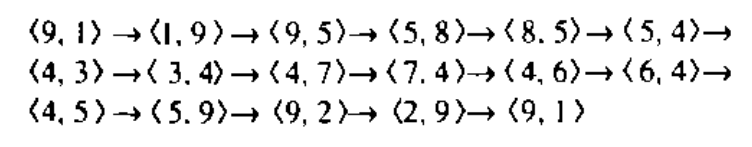 ⟨9, 1⟩ → ⟨1, 9⟩ → ⟨9, 5⟩ → ⟨5, 8⟩ → ⟨8. 5⟩ → ⟨5, 4⟩ →
⟨4, 3⟩ → ⟨3. 4⟩ → ⟨4, 7⟩ → ⟨7. 4⟩ → ⟨4, 6⟩ → ⟨6, 4⟩ →
⟨4, 5⟩ → ⟨5. 9⟩ → ⟨9, 2⟩ → ⟨2, 9⟩ → ⟨9, 1⟩